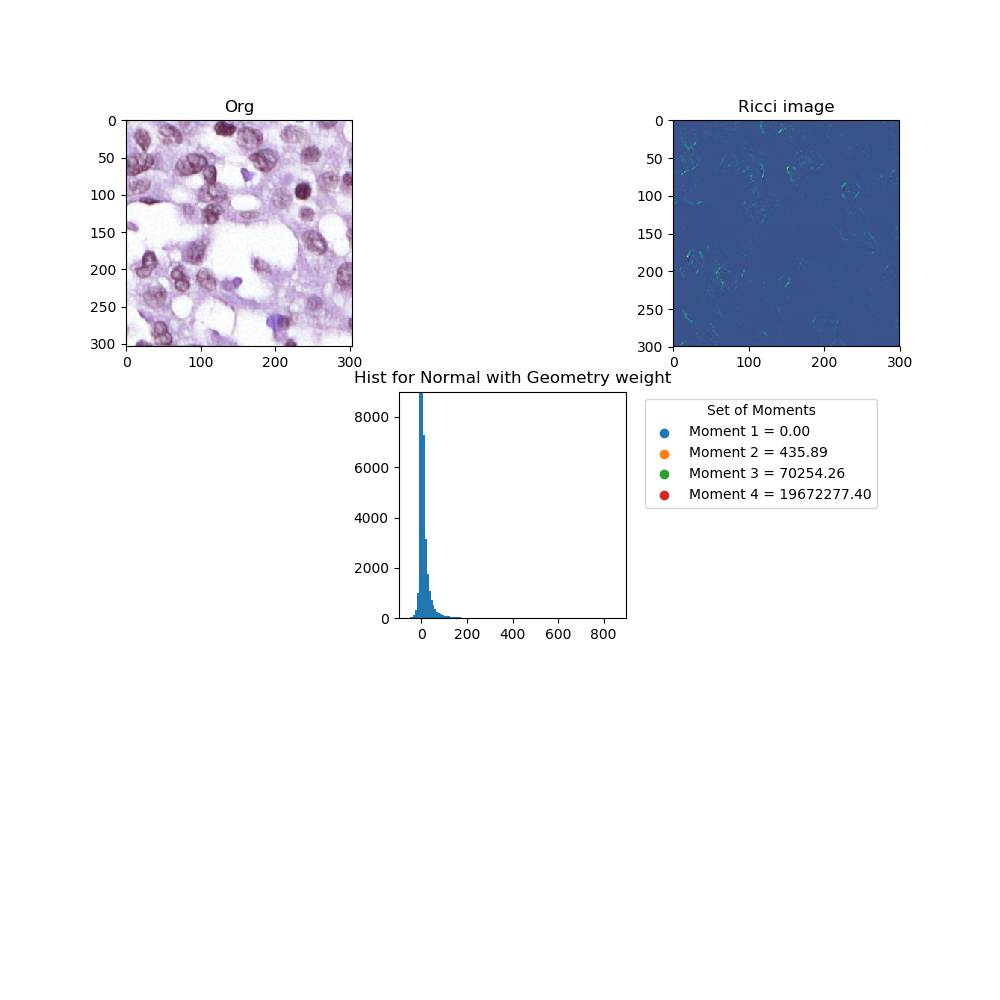 Org
0
50
100
150
200
250
300
0 100 200 300
Ricci image
0
50
100
150
200
250
300
0 100 200 300
Hist for Normal with Geometry weight
8000
6000
4000
2000
0
0 200 400 600 800
Set of Moments
Moment 1 = 0.00
Moment 2 = 435.89
Moment 3 = 70254.26
Moment 4 = 19672277.40